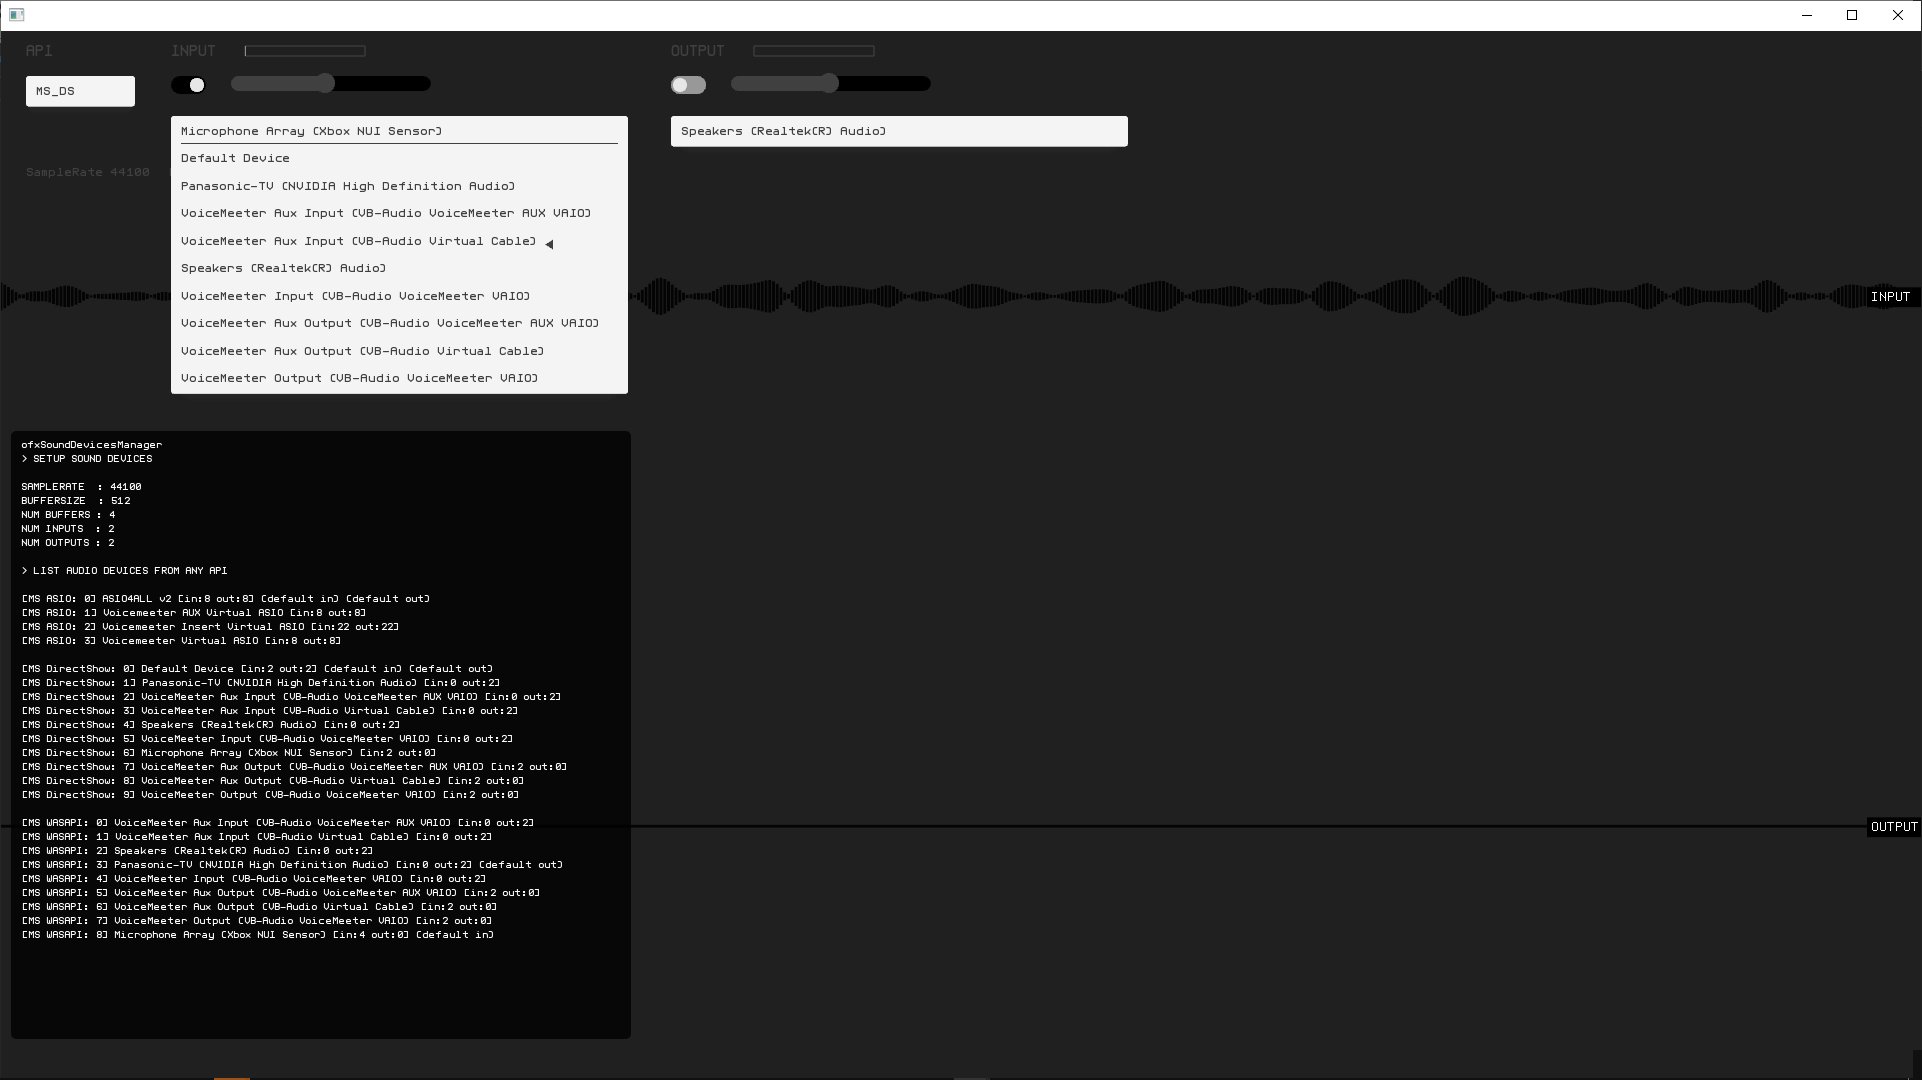 API
INPUT
OUTPUT
MS_DS
Microphone Array (Xbox NUI Sensor)
Speakers (Realtek(R) Audio)
Default Device
SampleRate 44100
Panasonic-TV (NVIDIA High Definition Audio)
VoiceMeeter Aux Input (VB-Audio VoiceMeeter AUX VAIO)
VoiceMeeter Aux Input (VB-Audio Virtual Cable)
Speakers (Realtek(R) Audio)
VoiceMeeter Input (VB-Audio VoiceMeeter VAIO)
INPUT
VoiceMeeter Aux Output (VB-Audio VoiceMeeter AUX VAIO)
VoiceMeeter Aux Output (VB-Audio Virtual Cable)
VoiceMeeter Output (VB-Audio VoiceMeeter VAIO)
ofxSoundDevicesManager
> SETUP SOUND DEVICES
SAMPLERATE : 44100
BUFFERSIZE : 512
NUM BUFFERS : 4
NUM INPUTS : 2
NUM OUTPUTS : 2
> LIST AUDIO DEVICES FROM ANY API
[MS ASIO: 0] ASIO4ALL v2 [in:8 out:8] (default in) (default out)
[MS ASIO: 1] Voicemeeter AUX Virtual ASIO [in:8 out:8]
[MS ASIO: 2] Voicemeeter Insert Virtual ASIO [in:22 out:22]
[MS ASIO: 3] Voicemeeter Virtual ASIO [in:8 out:8]
[MS DirectShow: 0] Default Device [in:2 out:2] (default in) (default out)
[MS DirectShow: 1] Panasonic-TV (NVIDIA High Definition Audio) [in:0 out:2]
[MS DirectShow: 2] VoiceMeeter Aux Input (VB-Audio VoiceMeeter AUX VAIO) [in:0 out:2]
[MS DirectShow: 3] VoiceMeeter Aux Input (VB-Audio Virtual Cable) [in:0 out:2]
[MS DirectShow: 4] Speakers (Realtek(R) Audio) [in:0 out:2]
[MS DirectShow: 5] VoiceMeeter Input (VB-Audio VoiceMeeter VAIO) [in:0 out:2]
[MS DirectShow: 6] Microphone Array (Xbox NUI Sensor) [in:2 out:0]
[MS DirectShow: 7] VoiceMeeter Aux Output (VB-Audio VoiceMeeter AUX VAIO) [in:2 out:0]
[MS DirectShow: 8] VoiceMeeter Aux Output (VB-Audio Virtual Cable) [in:2 out:0]
[MS DirectShow: 9] VoiceMeeter Output (VB-Audio VoiceMeeter VAIO) [in:2 out:0]
[MS WASAPI: 0] VoiceMeeter Aux Input (VB-Audio VoiceMeeter AUX VAIO) [in:0 out:2]
OUTPUT
[MS WASAPI: 1] VoiceMeeter Aux Input (VB-Audio Virtual Cable) [in:0 out:2]
[MS WASAPI: 2] Speakers (Realtek(R) Audio) [in:0 out:2]
[MS WASAPI: 3] Panasonic-TV (NVIDIA High Definition Audio) [in:0 out:2] (default out)
[MS WASAPI: 4] VoiceMeeter Input (VB-Audio VoiceMeeter VAIO) [in:0 out:2]
[MS WASAPI: 5] VoiceMeeter Aux Output (VB-Audio VoiceMeeter AUX VAIO) [in:2 out:0]
[MS WASAPI: 6] VoiceMeeter Aux Output (VB-Audio Virtual Cable) [in:2 out:0]
[MS WASAPI: 7] VoiceMeeter Output (VB-Audio VoiceMeeter VAIO) [in:2 out:0]
[MS WASAPI: 8] Microphone Array (Xbox NUI Sensor) [in:4 out:0] (default in)